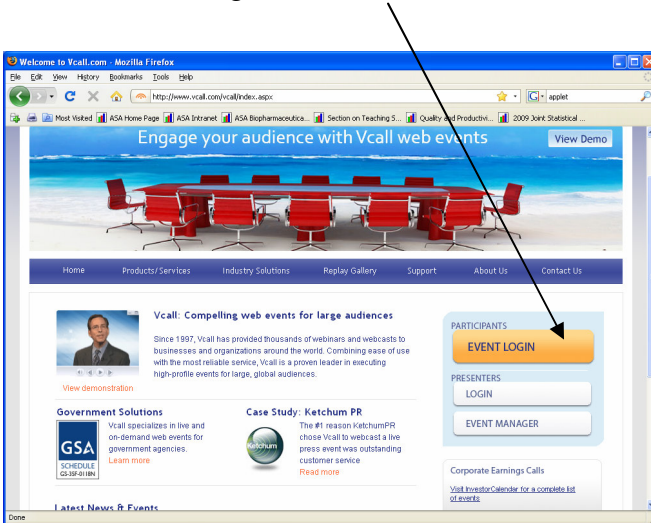 Welcome to Vcall.com - Mozilla Firefox
File Edit View History Bookmarks Tools Help
http://www.vcall.com/vcall/index.aspx
G applet
Most Visited ASA Home Page ASA Intranet ASA Biopharmaceutica... Section on Teaching S... Quality and Productivi... 2009 Joint Statistical ...
Engage your audience with Vcall web events
View Demo
Home Products/Services Industry Solutions Replay Gallery Support About Us Contact Us
Vcall: Compelling web events for large audiences
Since 1997, Vcall has provided thousands of webinars and webcasts to
businesses and organizations around the world. Combining ease of use
with the most reliable service, Vcall is a proven leader in executing
high-profile events for large, global audiences.
View demonstration
Government Solutions
Vcall specializes in live and
on-demand web events for
government agencies.
Learn more
GSA
SCHEDULE
GS-35F-0118N
Case Study: Ketchum PR
The #1 reason KetchumPR
chose Vcall to webcast a live
press event was outstanding
customer service
Read more
Ketchum
Latest News & Events
PARTICIPANTS
EVENT LOGIN
PRESENTERS
LOGIN
EVENT MANAGER
Corporate Earnings Calls
Visit InvestorCalendar for a complete list
of events
Done